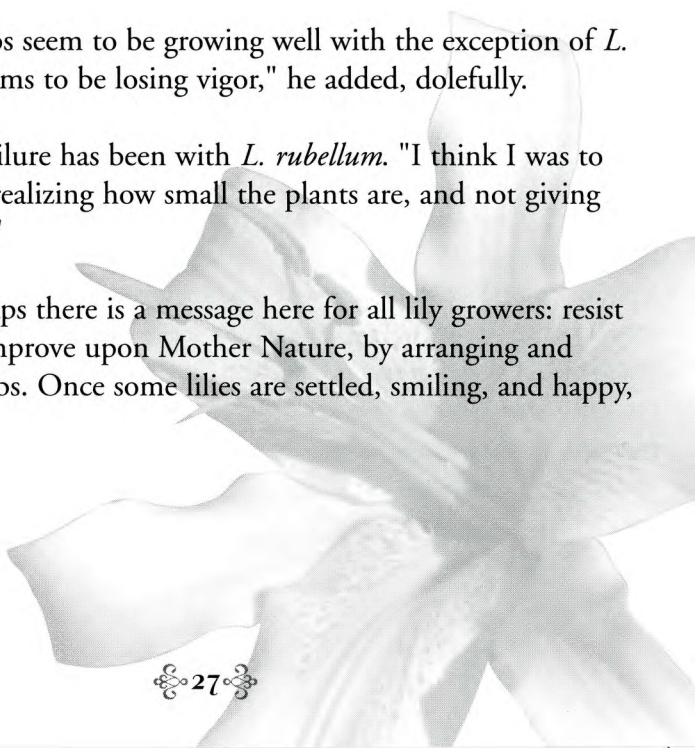 os seem to be growing well with the exception of L.
ms to be losing vigor," he added, dolefully.
ilure has been with L. rubellum. "I think I was to
realizing how small the plants are, and not giving
"
ps there is a message here for all lily growers: resist
nprove upon Mother Nature, by arranging and
os. Once some lilies are settled, smiling, and happy,
27